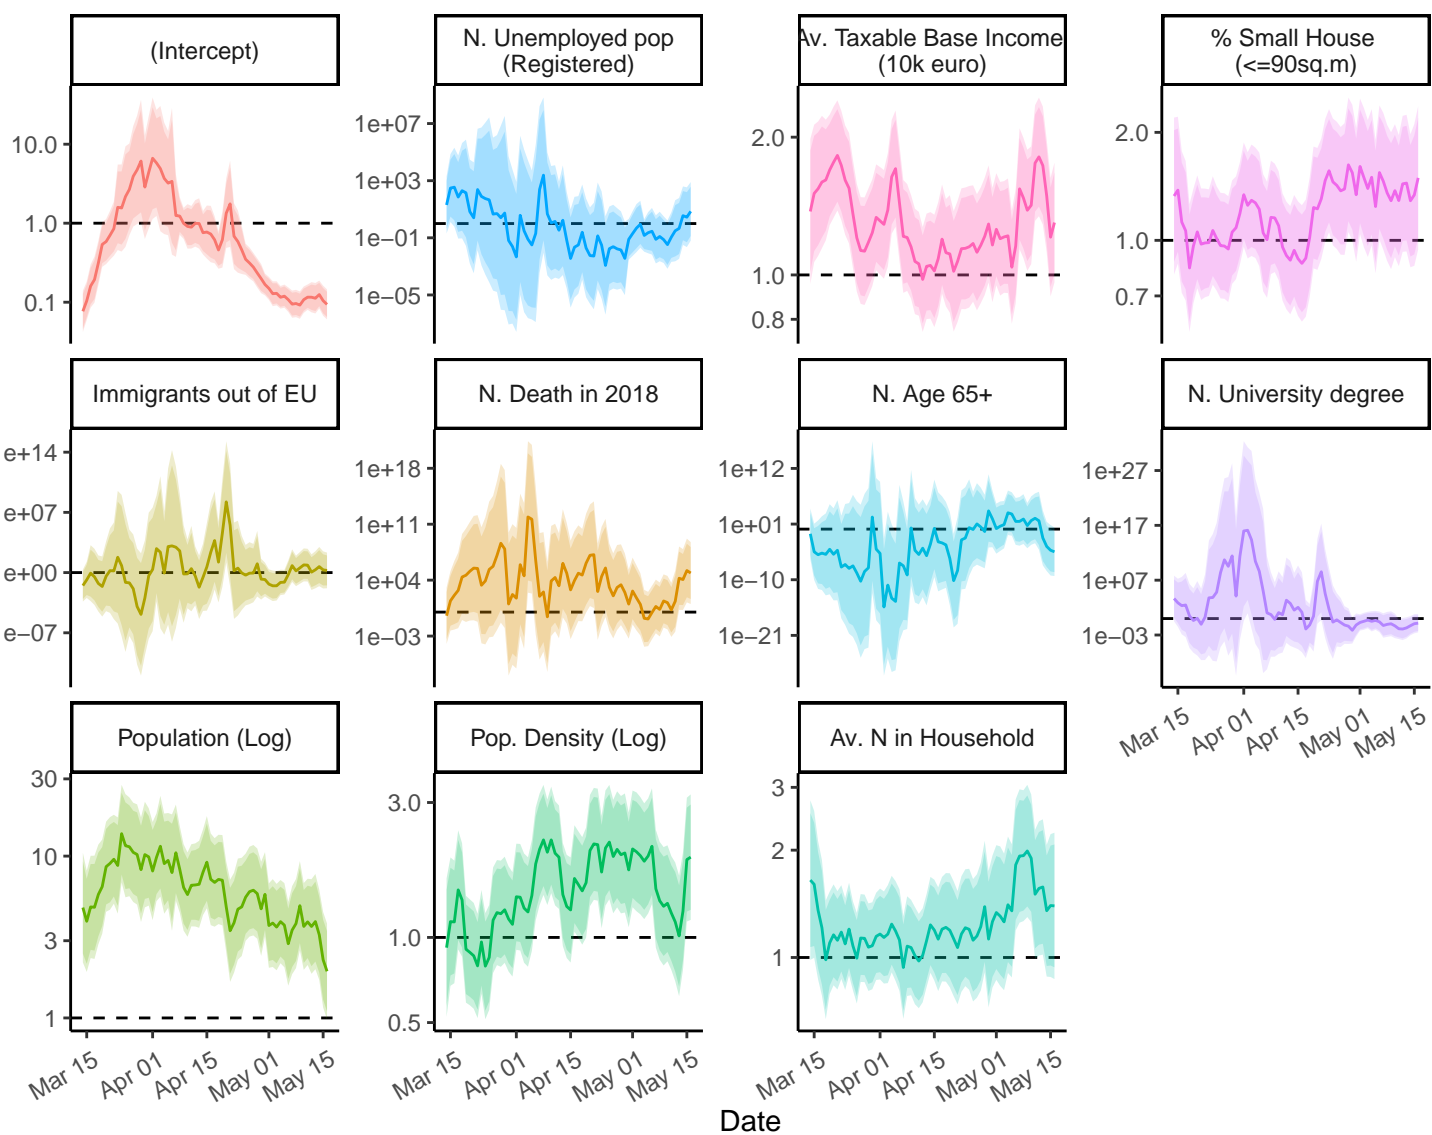 (Intercept)
N. Unemployed pop
(Registered)
Av. Taxable Base Income
(10k euro)
% Small House
(<=90sq.m)
10.0
1.0
0.1
1e+07
1e+03
1e−01
1e−05
2.0
1.0
0.8
2.0
1.0
0.7
Immigrants out of EU
N. Death in 2018
N. Age 65+
N. University degree
e+14
e+07
e+00
e−07
1e+18
1e+11
1e+04
1e−03
1e+12
1e+01
1e−10
1e−21
1e+27
1e+17
1e+07
1e−03
Mar 15
Apr 01
Apr 15
May 01
May 15
Population (Log)
Pop. Density (Log)
Av. N in Household
30
10
3
1
3.0
1.0
0.5
3
2
1
Mar 15
Apr 01
Apr 15
May 01
May 15
Mar 15
Apr 01
Apr 15
May 01
May 15
Mar 15
Apr 01
Apr 15
May 01
May 15
Date